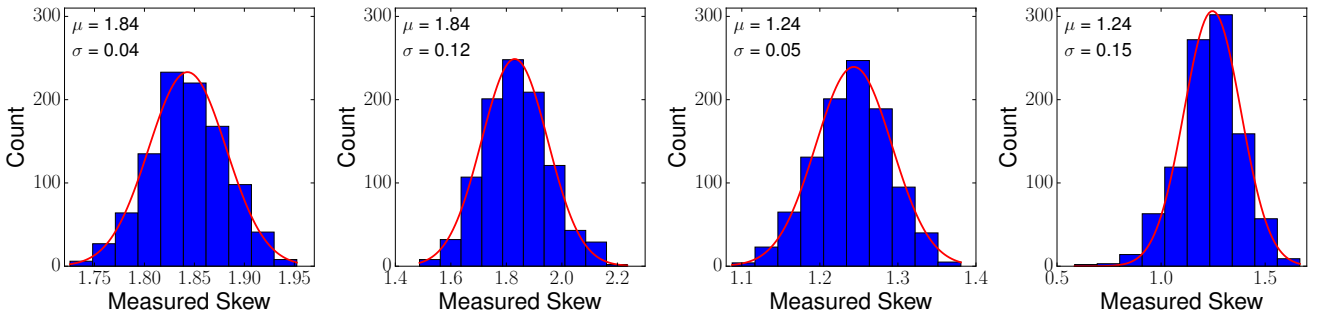 300
200
100
0
Count
μ = 1.84
σ = 0.04
1.75 1.80 1.85 1.90 1.95
Measured Skew
300
200
100
0
Count
μ = 1.84
σ = 0.12
1.4 1.6 1.8 2.0 2.2
Measured Skew
300
200
100
0
Count
μ = 1.24
σ = 0.05
1.1 1.2 1.3 1.4
Measured Skew
300
200
100
0
Count
μ = 1.24
σ = 0.15
0.5 1.0 1.5
Measured Skew